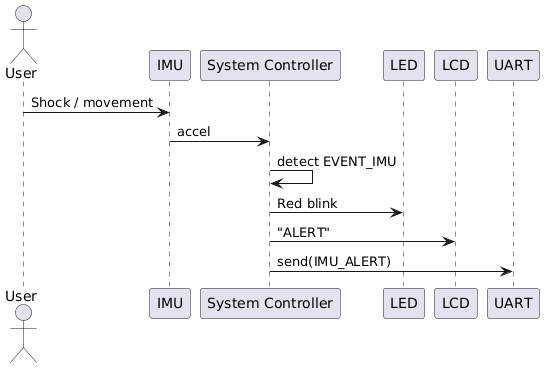 User
IMU
System Controller
LED
LCD
UART
Shock / movement
accel
detect EVENT_IMU
Red blink
"ALERT"
send(IMU_ALERT)
User
IMU
System Controller
LED
LCD
UART